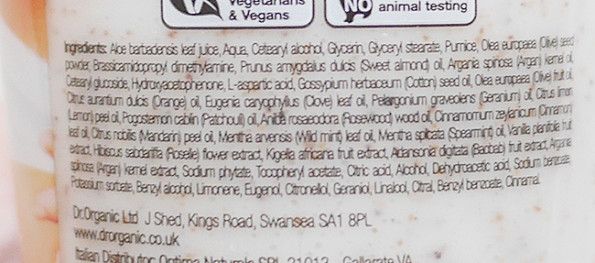 Vegetarians
& Vegans
NO
animal testing
Ingredients: Aloe barbadensis leaf juice, Aqua, Cetearyl alcohol, Glycerin, Glyceryl stearate, Pumice, Olea europaea (Olive) seed
powder, Brassicamidopropyl dimethylamine, Prunus amygdalus dulcis (Sweet almond) oil, Argania spinosa (Argan) kernel oil,
Cetearyl glucoside, Hydroxyacetophenone, L-aspartic acid, Gossypium herbaceum (Cotton) seed oil, Olea europaea (Olive) fruit oil,
Citrus aurantium dulcis (Orange) oil, Eugenia caryophyllus (Clove) leaf oil, Pelargonium graveolens (Geranium) oil, Citrus limon
(Lemon) peel oil, Pogostemon cablin (Patchouli) oil, Aniba rosaeodora (Rosewood) wood oil, Cinnamomum zeylanicum (Cinnamon)
leaf oil, Citrus nobilis (Mandarin) peel oil, Mentha arvensis (Wild mint) leaf oil, Mentha spicata (Spearmint) oil, Vanilla planifolia fruit
extract, Hibiscus sabdariffa (Roselle) flower extract, Kigelia africana fruit extract, Adansonia digitata (Baobab) fruit extract, Argania
spinosa (Argan) kernel extract, Sodium phytate, Tocopheryl acetate, Citric acid, Alcohol, Dehydroacetic acid, Sodium benzoate,
Potassium sorbate, Benzyl alcohol, Limonene, Eugenol, Citronellol, Geraniol, Linalool, Citral, Benzyl benzoate, Cinnamal.
Dr.Organic Ltd J Shed, Kings Road, Swansea SA1 8PL
www.drorganic.co.uk
Italian Distributor Optima Naturals SRL 21013 - Gallarate VA